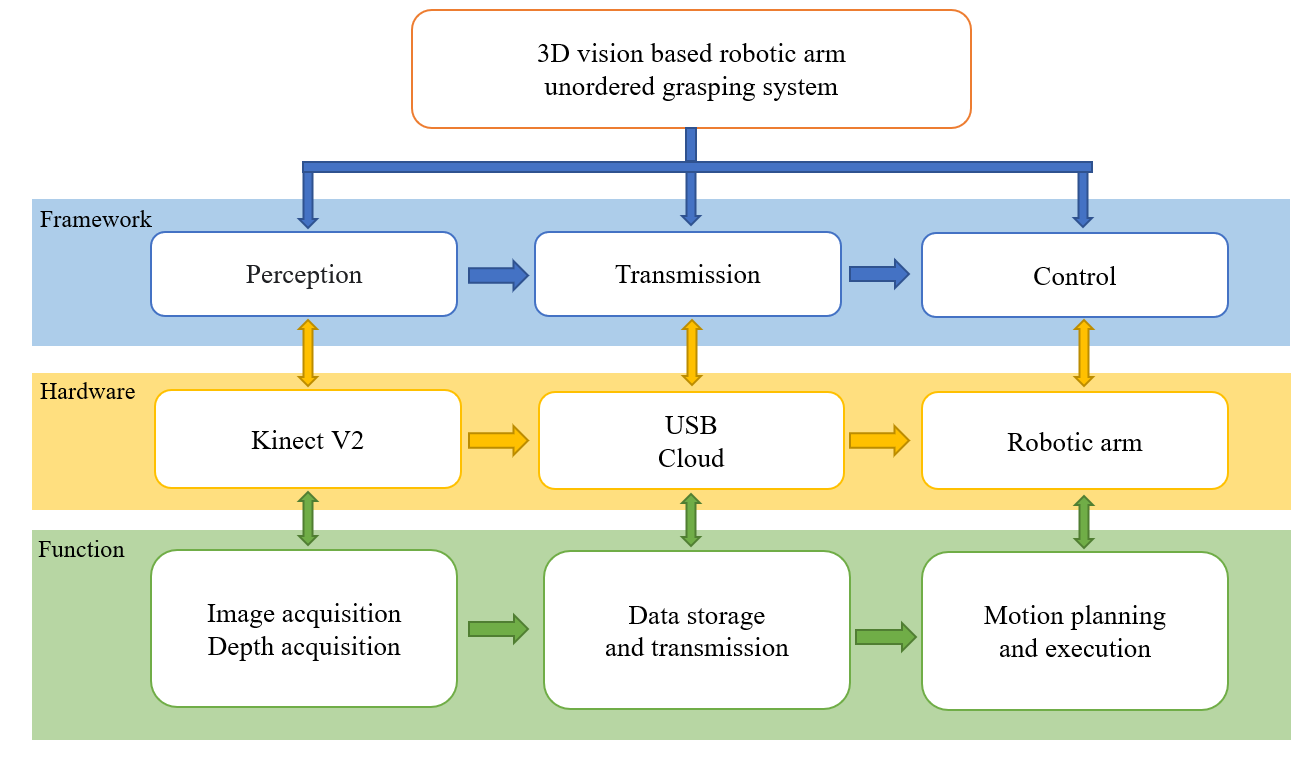 3D vision based robotic arm
unordered grasping system
Framework
Perception
Transmission
Control
Hardware
Kinect V2
USB
Cloud
Robotic arm
Function
Image acquisition
Depth acquisition
Data storage
and transmission
Motion planning
and execution